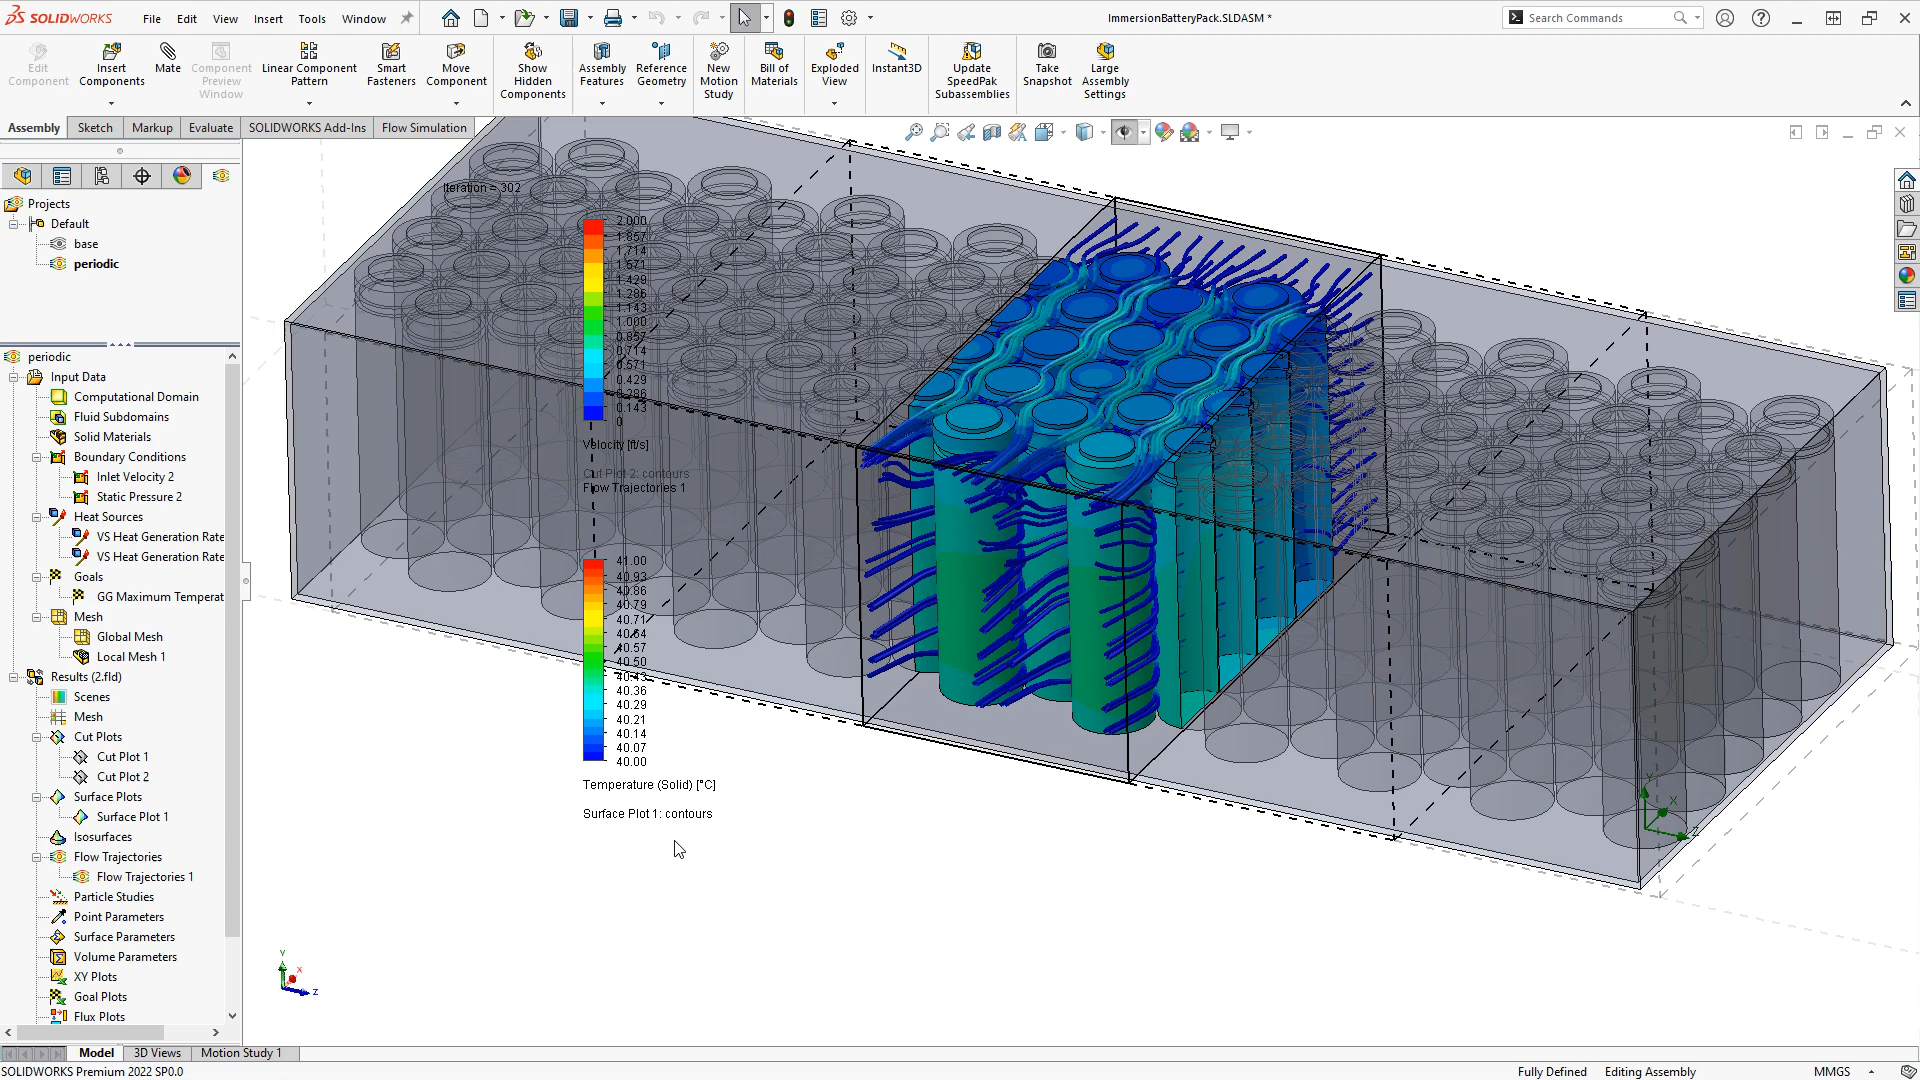 SOLIDWORKS
File Edit View Insert Tools Window
ImmersionBatteryPack.SLDASM *
Search Commands
Edit Component
Insert Components
Mate
Component Preview Window
Linear Component Pattern
Smart Fasteners
Move Component
Show Hidden Components
Assembly Features
Reference Geometry
New Motion Study
Bill of Materials
Exploded View
Instant3D
Update SpeedPak Subassemblies
Take Snapshot
Large Assembly Settings
Assembly Sketch Markup Evaluate SOLIDWORKS Add-Ins Flow Simulation
Projects
Default
base
periodic
periodic
Input Data
Computational Domain
Fluid Subdomains
Solid Materials
Boundary Conditions
Inlet Velocity 2
Static Pressure 2
Heat Sources
VS Heat Generation Rate
VS Heat Generation Rate
Goals
GG Maximum Temperat
Mesh
Global Mesh
Local Mesh 1
Results (2.fld)
Scenes
Mesh
Cut Plots
Cut Plot 1
Cut Plot 2
Surface Plots
Surface Plot 1
Isosurfaces
Flow Trajectories
Flow Trajectories 1
Particle Studies
Point Parameters
Surface Parameters
Volume Parameters
XY Plots
Goal Plots
Flux Plots
Iteration = 302
2.000
1.857
1.714
1.571
1.429
1.286
1.143
1.000
0.857
0.714
0.571
0.429
0.286
0.143
0
Velocity [ft/s]
Cut Plot 2: contours
Flow Trajectories 1
41.00
40.93
40.86
40.79
40.71
40.64
40.57
40.50
40.43
40.36
40.29
40.21
40.14
40.07
40.00
Temperature (Solid) [°C]
Surface Plot 1: contours
Y
X
Z
Y
X
Z
Model 3D Views Motion Study 1
SOLIDWORKS Premium 2022 SP0.0
Fully Defined Editing Assembly MMGS